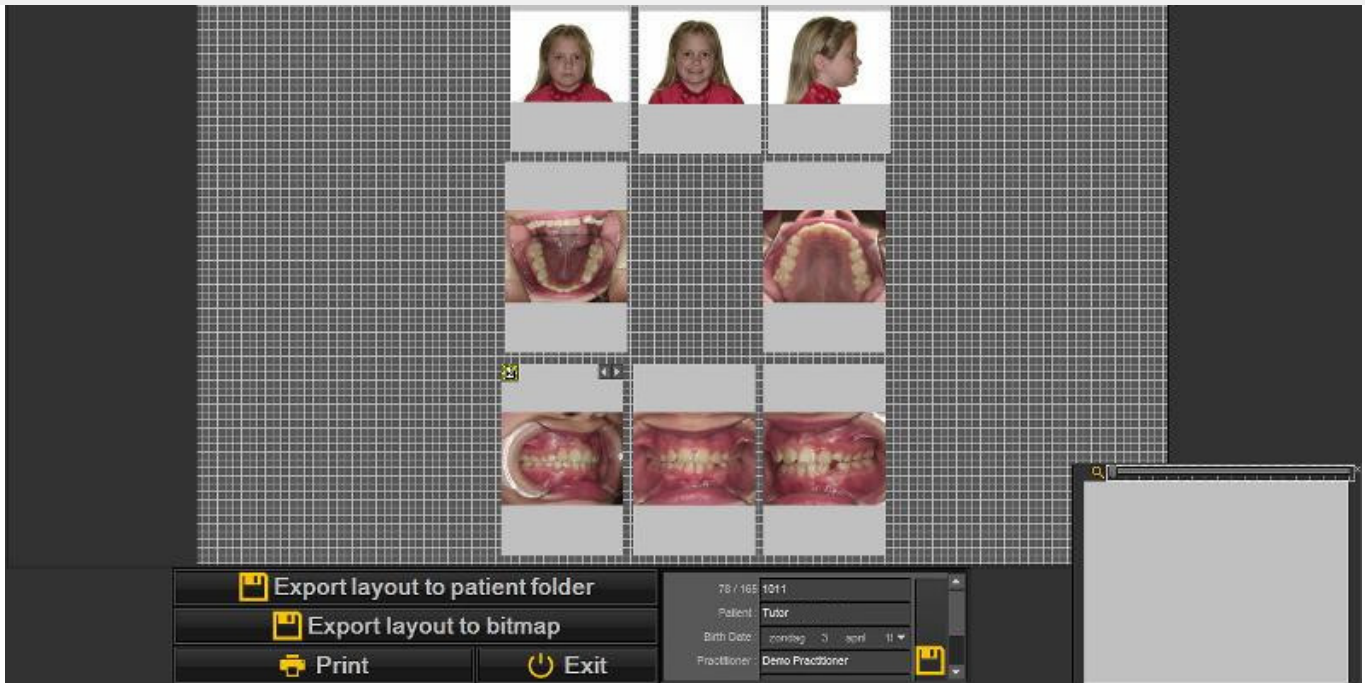 Export layout to patient folder
Export layout to bitmap
Print
Exit
78 / 165 1011
Patient : Tutor
Birth Date : zondag 3 april
Practitioner : Demo Practitioner